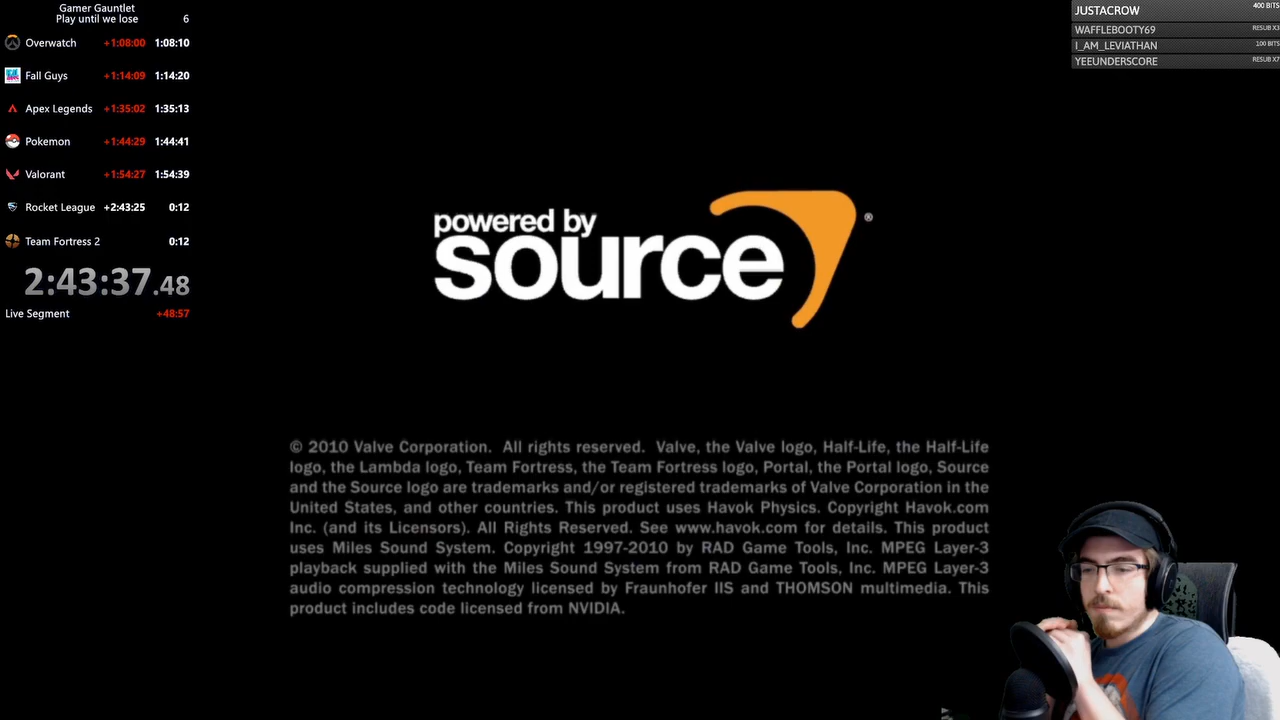 Gamer Gauntlet
Play until we lose 6
Overwatch +1:08:00 1:08:10
Fall Guys +1:14:09 1:14:20
Apex Legends +1:35:02 1:35:13
Pokemon +1:44:29 1:44:41
Valorant +1:54:27 1:54:39
Rocket League +2:43:25 0:12
Team Fortress 2 0:12
2:43:37.48
Live Segment +48:57
JUSTACROW 400 BITS
WAFFLEBOOTY69 RESUB X3
I_AM_LEVIATHAN 100 BITS
YEEUNDERSCORE RESUB X7
powered by
source®
© 2010 Valve Corporation. All rights reserved. Valve, the Valve logo, Half-Life, the Half-Life
logo, the Lambda logo, Team Fortress, the Team Fortress logo, Portal, the Portal logo, Source
and the Source logo are trademarks and/or registered trademarks of Valve Corporation in the
United States, and other countries. This product uses Havok Physics. Copyright Havok.com
Inc. (and its Licensors). All Rights Reserved. See www.havok.com for details. This product
uses Miles Sound System. Copyright 1997-2010 by RAD Game Tools, Inc. MPEG Layer-3
playback supplied with the Miles Sound System from RAD Game Tools, Inc. MPEG Layer-3
audio compression technology licensed by Fraunhofer IIS and THOMSON multimedia. This
product includes code licensed from NVIDIA.